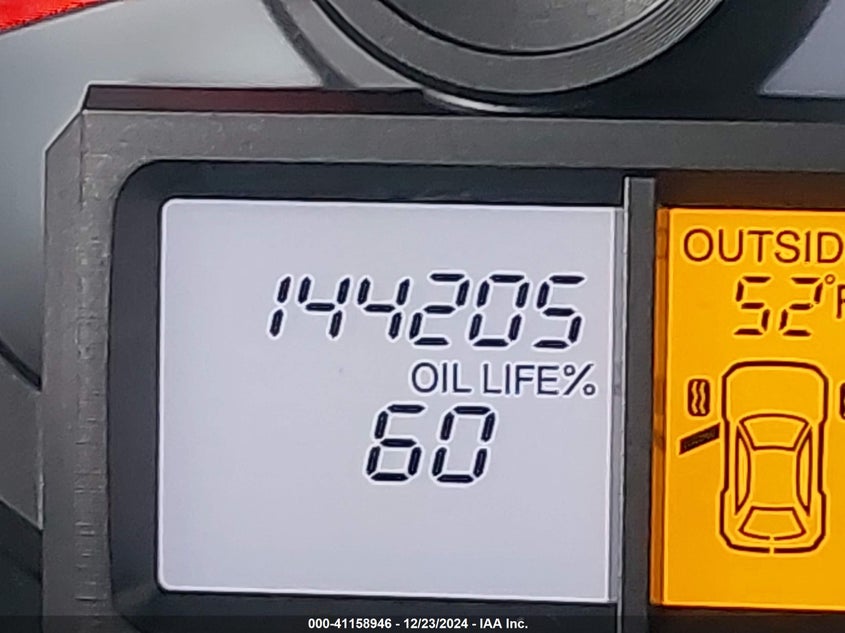 144205
OIL LIFE%
60
OUTSID
52°F
000-41158946 - 12/23/2024 - IAA Inc.